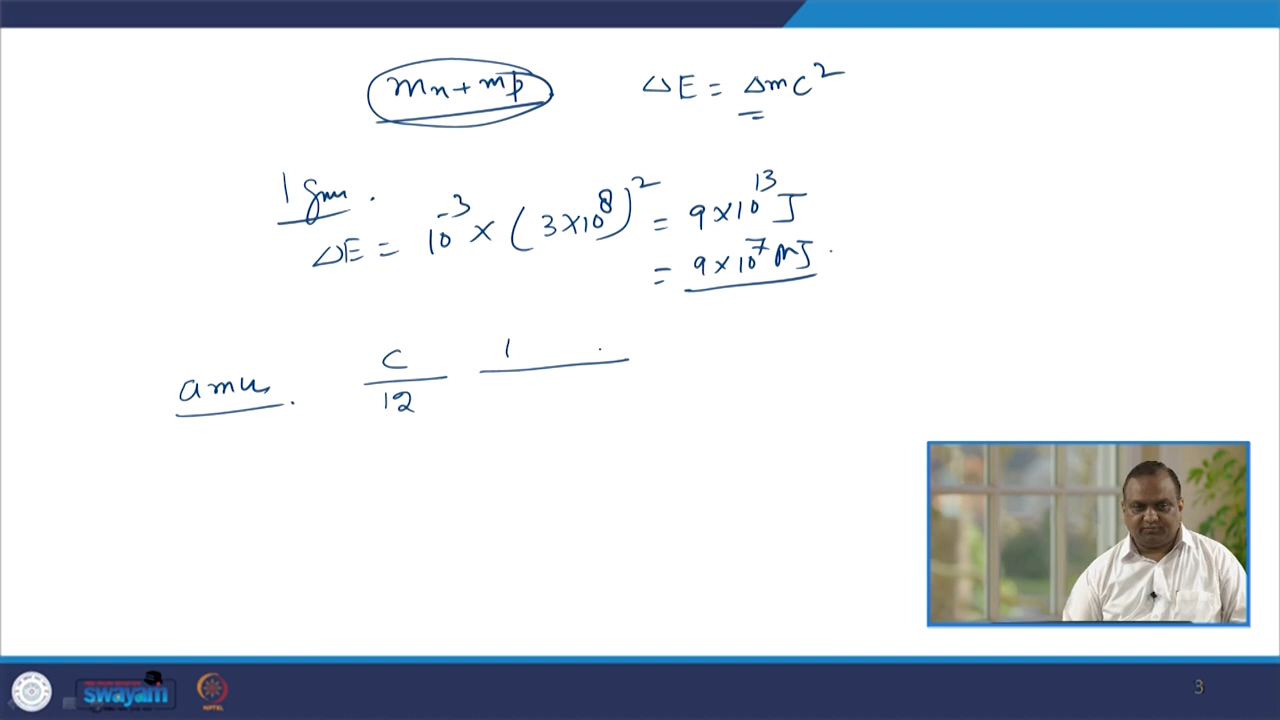 mn + mp ΔE = Δmc²
1 gm.
ΔE = 10⁻³ × (3×10⁸)² = 9×10¹³ J
= 9×10⁷ MJ
amu. C/12 1
swayam
NPTEL
3